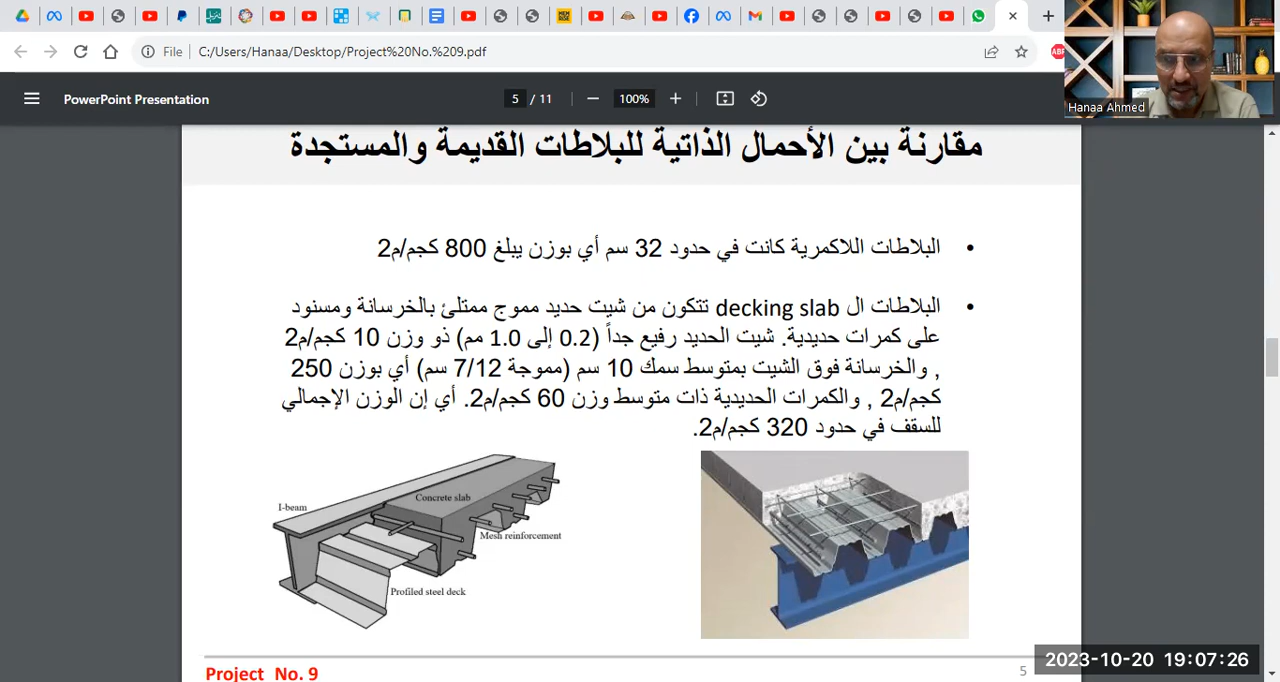 File
C:/Users/Hanaa/Desktop/Project%20No.%209.pdf
ABP
PowerPoint Presentation
5 / 11
100%
Hanaa Ahmed
مقارنة بين الأحمال الذاتية للبلاطات القديمة والمستجدة
• البلاطات اللاكمرية كانت في حدود 32 سم أي بوزن يبلغ 800 كجم/م2
• البلاطات ال decking slab تتكون من شيت حديد مموج ممتلئ بالخرسانة ومسنود
على كمرات حديدية. شيت الحديد رفيع جداً (0.2 إلى 1.0 مم) ذو وزن 10 كجم/م2
, والخرسانة فوق الشيت بمتوسط سمك 10 سم (مموجة 7/12 سم) أي بوزن 250
كجم/م2 , والكمرات الحديدية ذات متوسط وزن 60 كجم/م2. أي إن الوزن الإجمالي
للسقف في حدود 320 كجم/م2.
I-beam
Concrete slab
Mesh reinforcement
Profiled steel deck
Project No. 9
5
2023-10-20 19:07:26